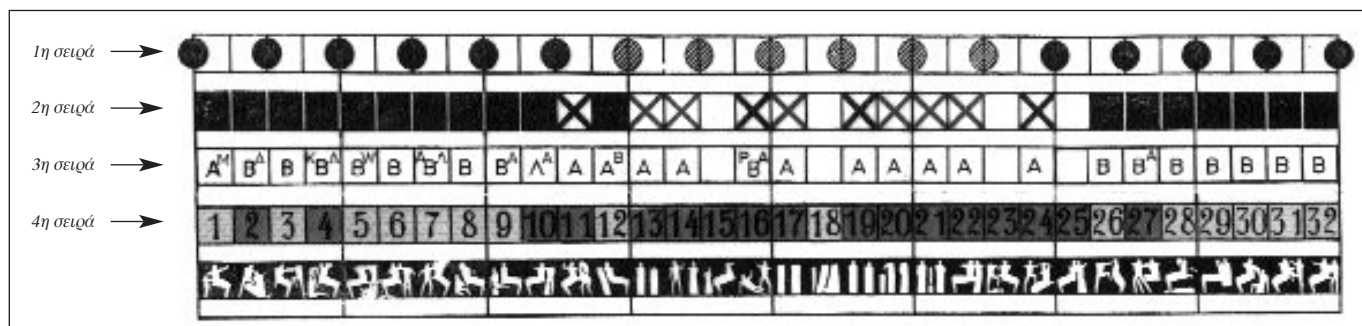 1η σειρά
2η σειρά
3η σειρά
Α Μ Β Δ Β Κ Β Λ Β W Β Β Λ Β Β Α Α Α Α Β Α Α Ρ Β Α Α Α Α Α Α Α Β Β Α Β Β Β Β Β
4η σειρά
1 2 3 4 5 6 7 8 9 10 11 12 13 14 15 16 17 18 19 20 21 22 23 24 25 26 27 28 29 30 31 32